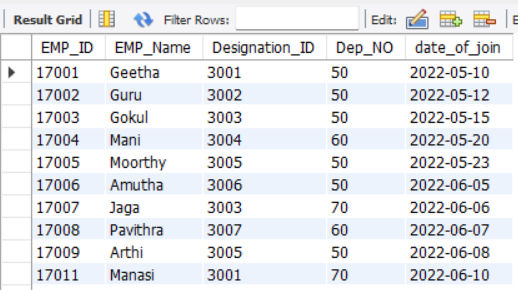 Result Grid Filter Rows: Edit:
EMP_ID EMP_Name Designation_ID Dep_NO date_of_join
17001 Geetha 3001 50 2022-05-10
17002 Guru 3002 50 2022-05-12
17003 Gokul 3003 50 2022-05-15
17004 Mani 3004 60 2022-05-20
17005 Moorthy 3005 50 2022-05-23
17006 Amutha 3006 50 2022-06-05
17007 Jaga 3003 70 2022-06-06
17008 Pavithra 3007 60 2022-06-07
17009 Arthi 3005 50 2022-06-08
17011 Manasi 3001 70 2022-06-10